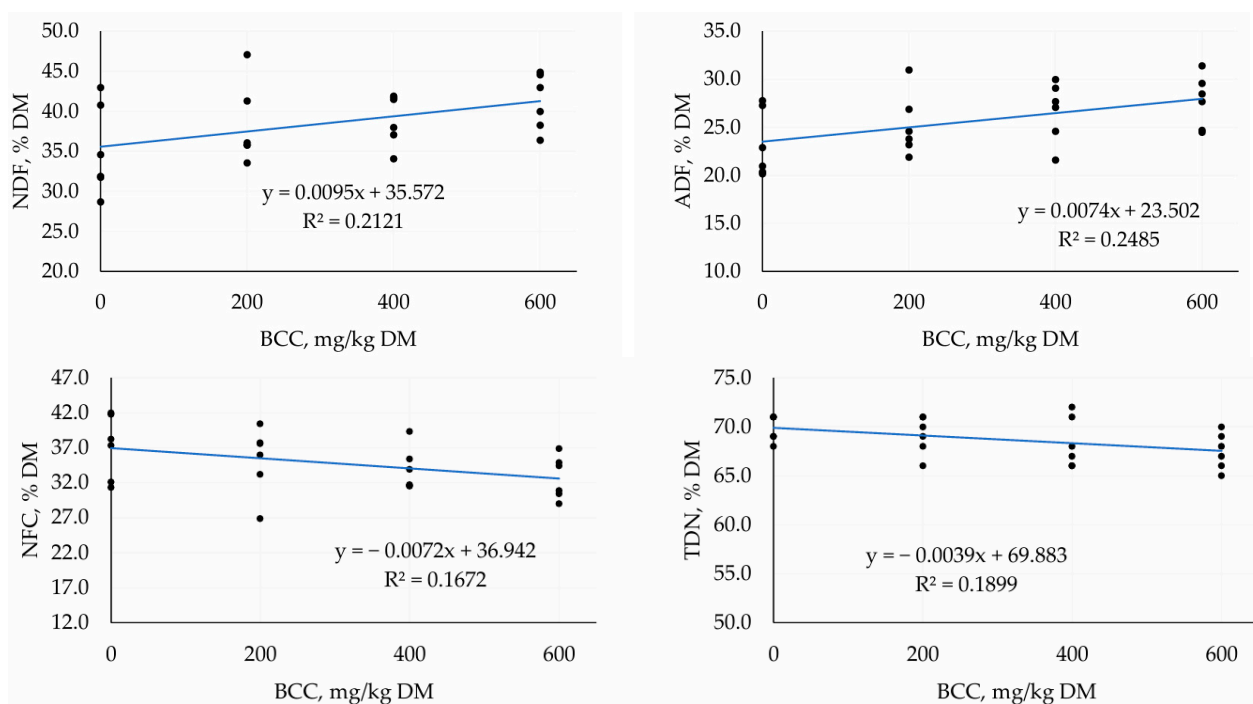 NDF, % DM
50.0
45.0
40.0
35.0
30.0
25.0
20.0
y = 0.0095x + 35.572
R² = 0.2121
0 200 400 600
BCC, mg/kg DM
ADF, % DM
35.0
30.0
25.0
20.0
15.0
10.0
y = 0.0074x + 23.502
R² = 0.2485
0 200 400 600
BCC, mg/kg DM
NFC, % DM
47.0
42.0
37.0
32.0
27.0
22.0
17.0
12.0
y = − 0.0072x + 36.942
R² = 0.1672
0 200 400 600
BCC, mg/kg DM
TDN, % DM
75.0
70.0
65.0
60.0
55.0
50.0
y = − 0.0039x + 69.883
R² = 0.1899
0 200 400 600
BCC, mg/kg DM